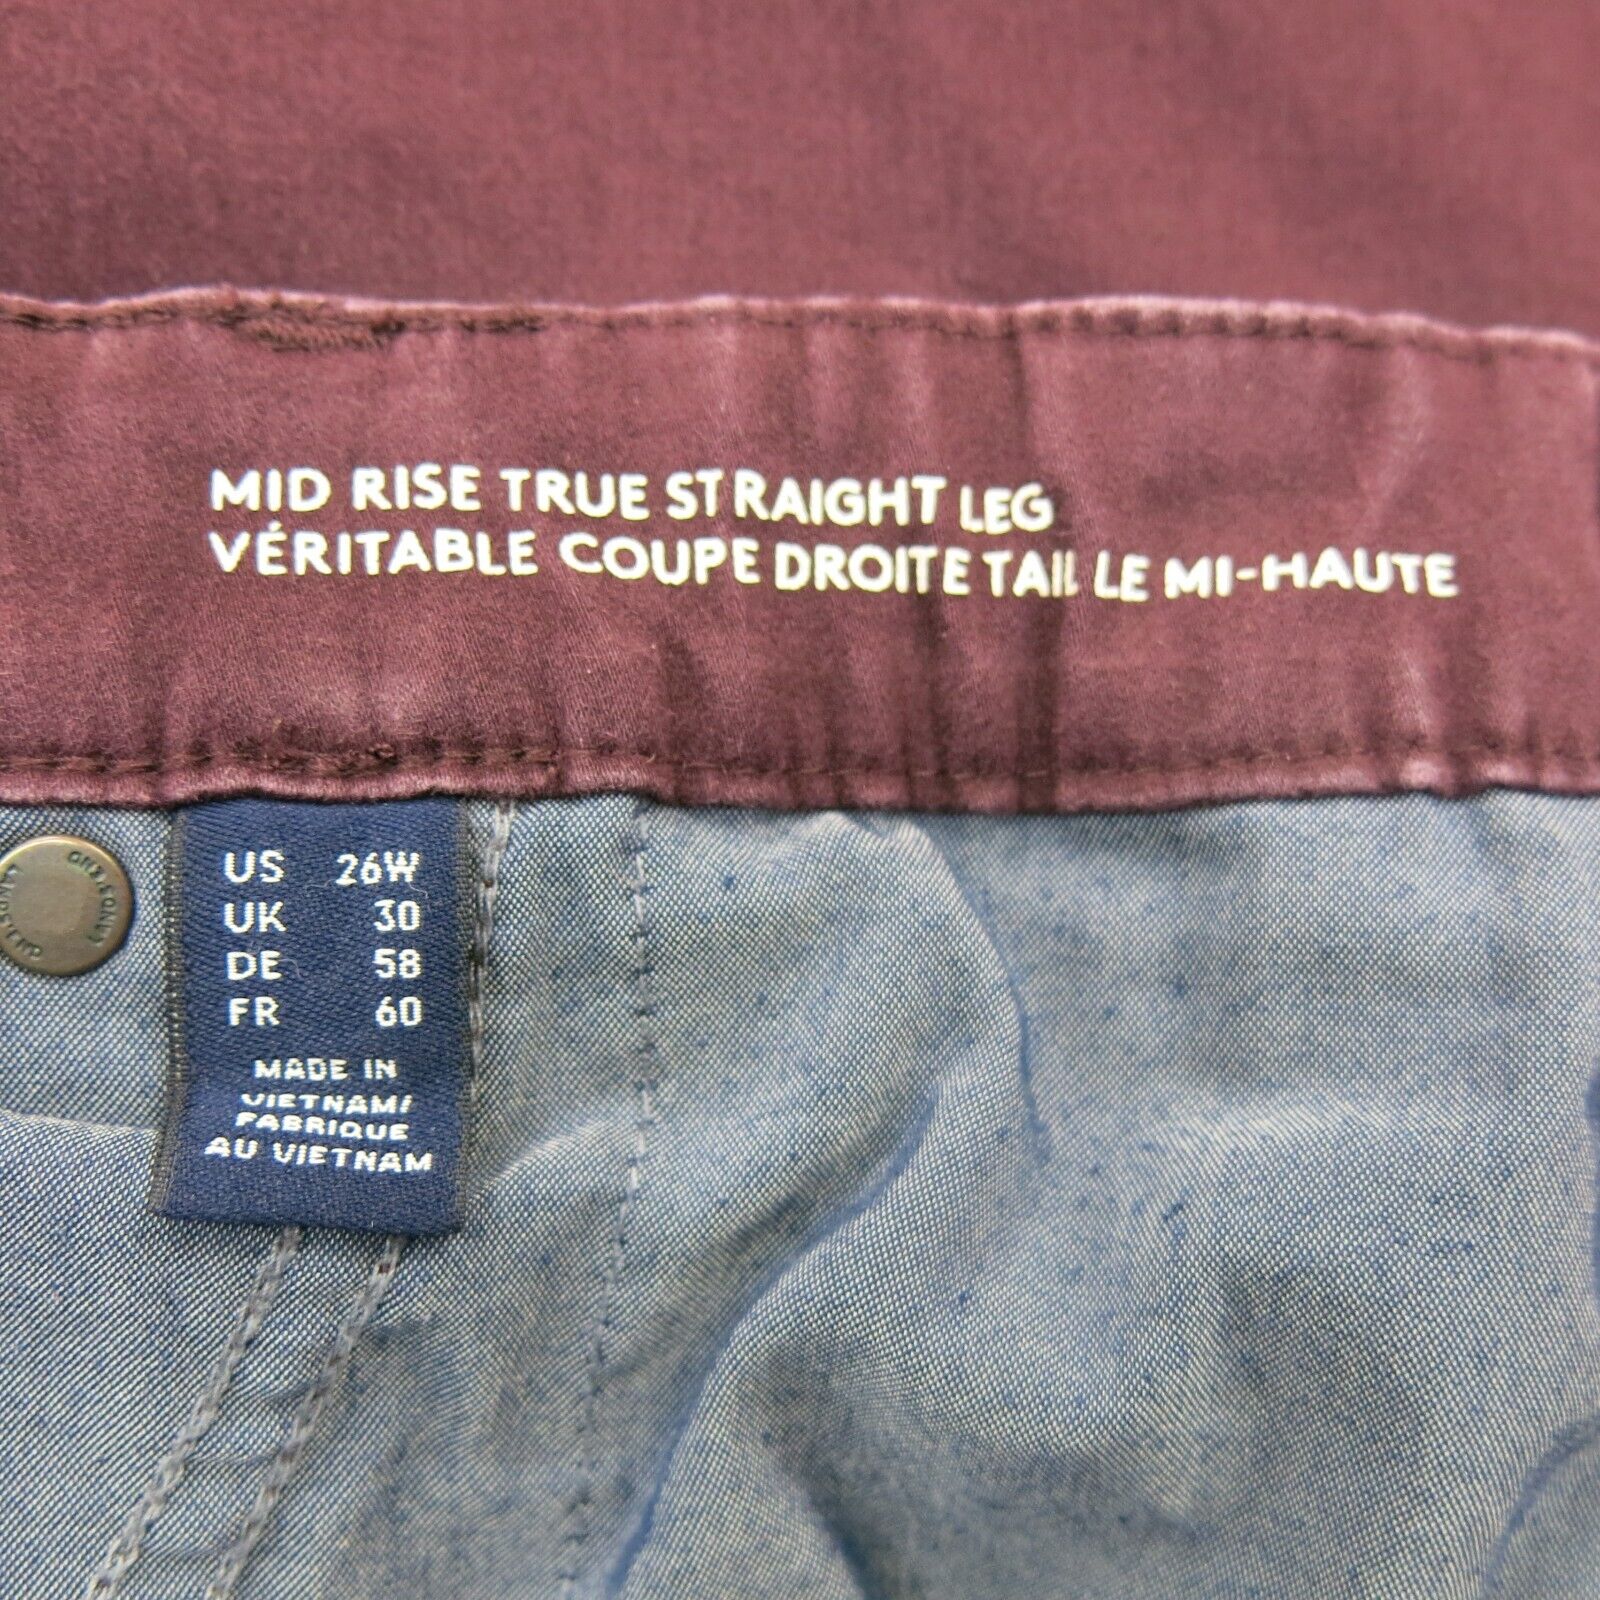 MID RISE TRUE STRAIGHT LEG
VÉRITABLE COUPE DROITE TAILLE MI-HAUTE
US 26W
UK 30
DE 58
FR 60
MADE IN
VIETNAM/
FABRIQUE
AU VIETNAM